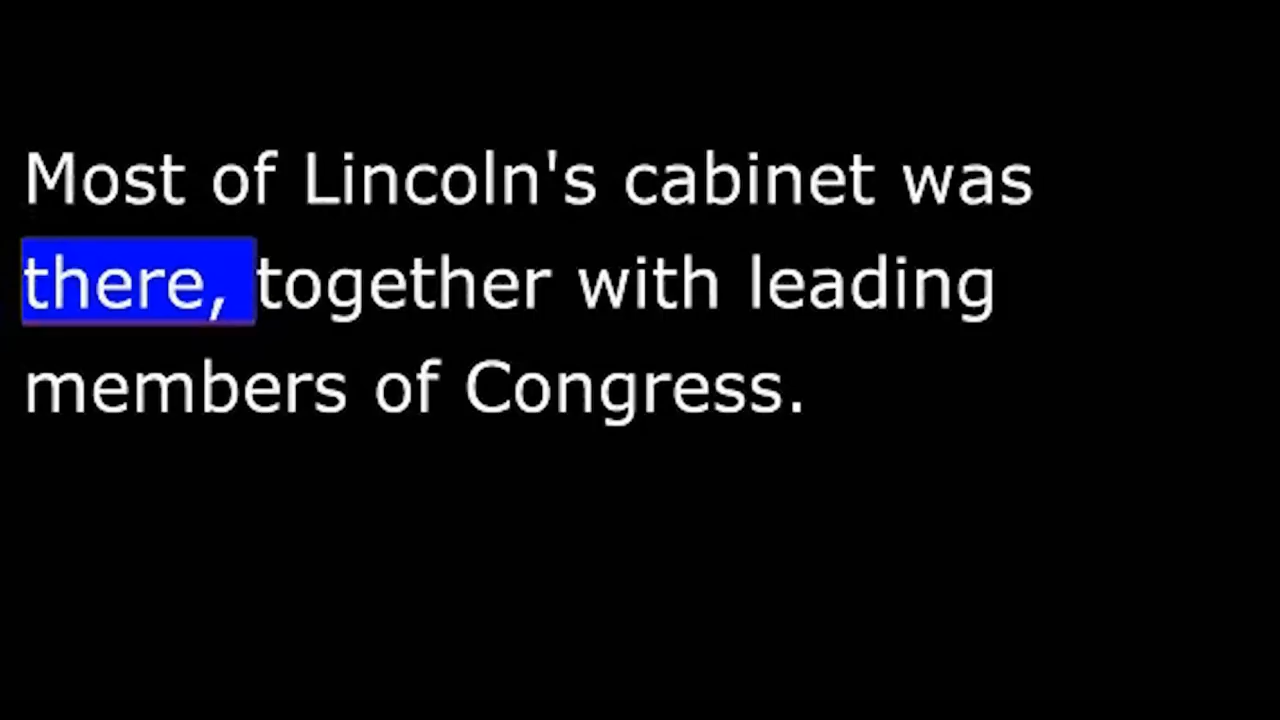 Most of Lincoln's cabinet was
there, together with leading
members of Congress.